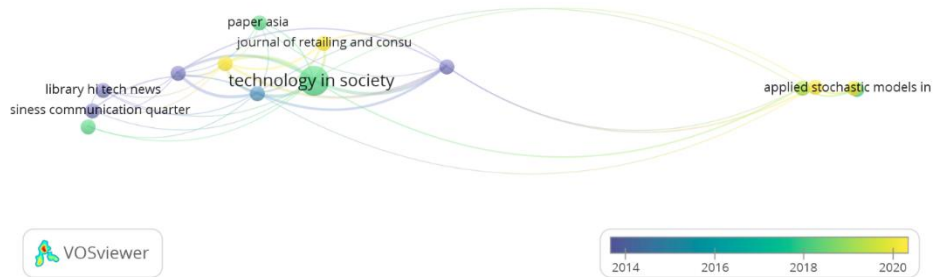 paper asia
journal of retailing and consu
technology in society
library hi tech news
siness communication quarter
applied stochastic models in
VOSviewer
2014 2016 2018 2020